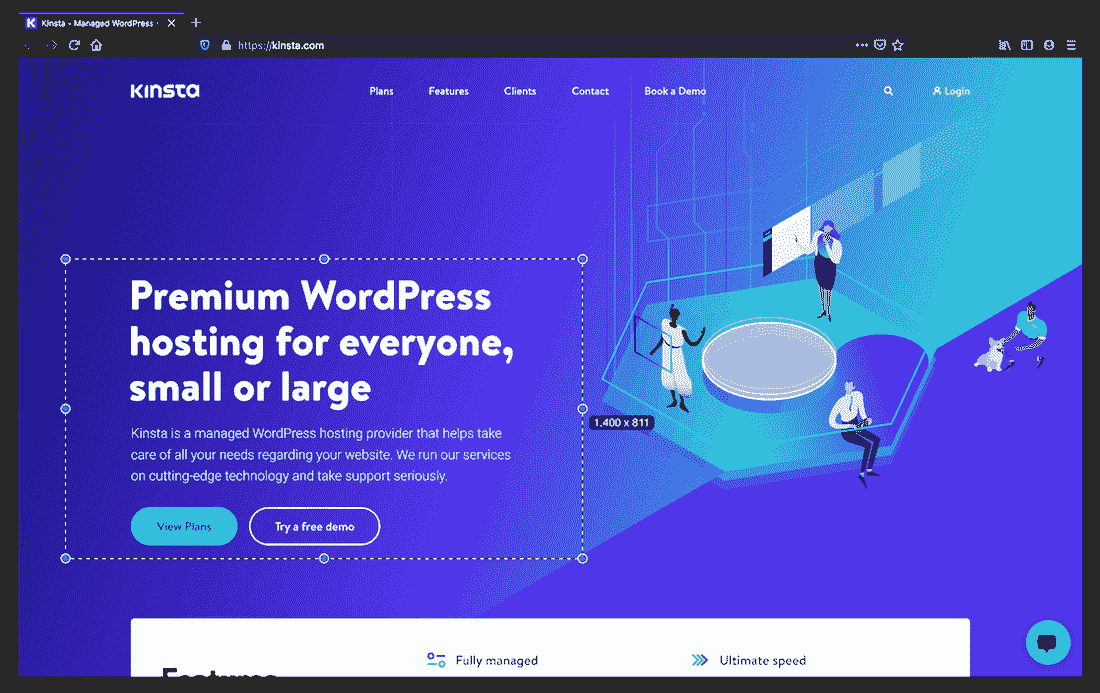 Kinsta - Managed WordPress
https://kinsta.com
KINSTA
Plans
Features
Clients
Contact
Book a Demo
Login
Premium WordPress
hosting for everyone,
small or large
1.400 x 811
Kinsta is a managed WordPress hosting provider that helps take
care of all your needs regarding your website. We run our services
on cutting-edge technology and take support seriously.
View Plans
Try a free demo
Features
Fully managed
Ultimate speed